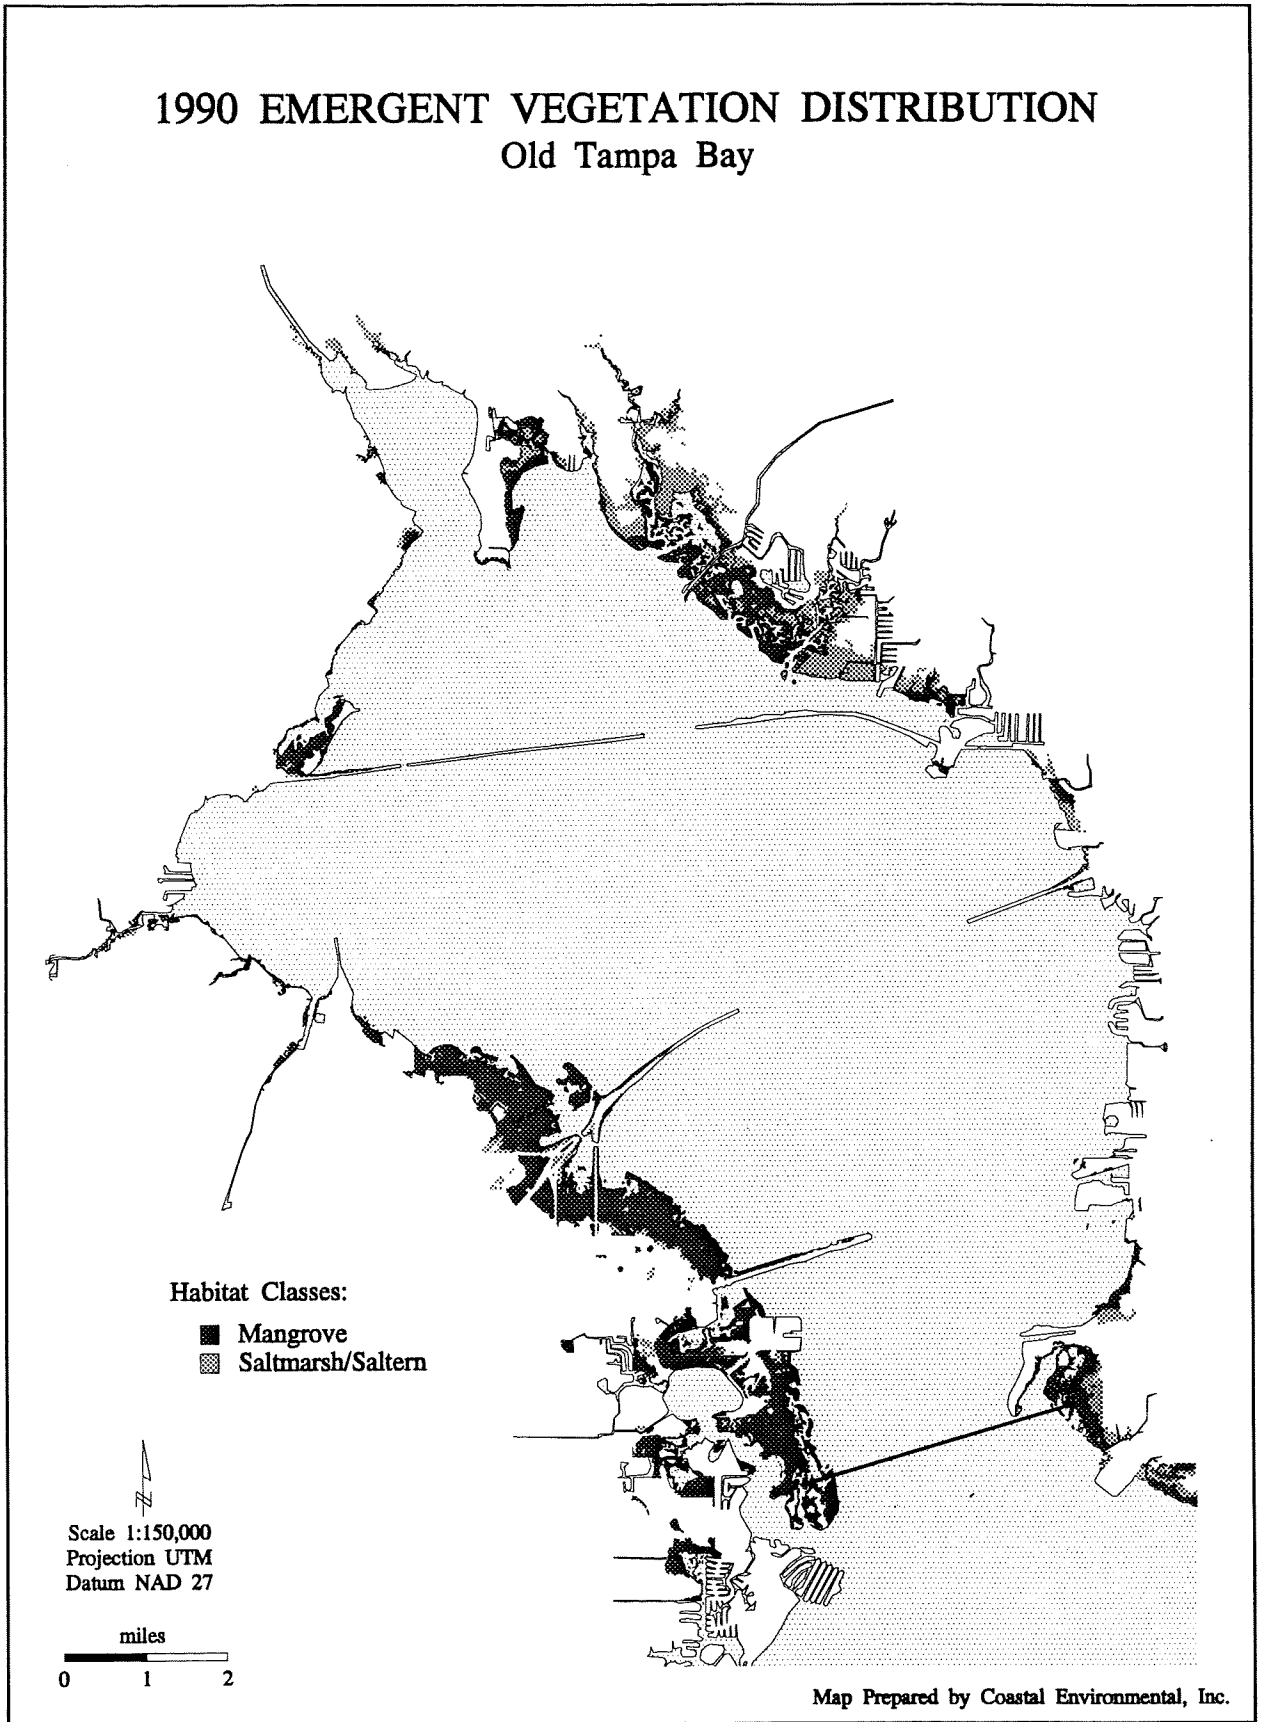 1990 EMERGENT VEGETATION DISTRIBUTION
Old Tampa Bay
Habitat Classes:
Mangrove
Saltmarsh/Saltern
N
Scale 1:150,000
Projection UTM
Datum NAD 27
miles
0 1 2
Map Prepared by Coastal Environmental, Inc.